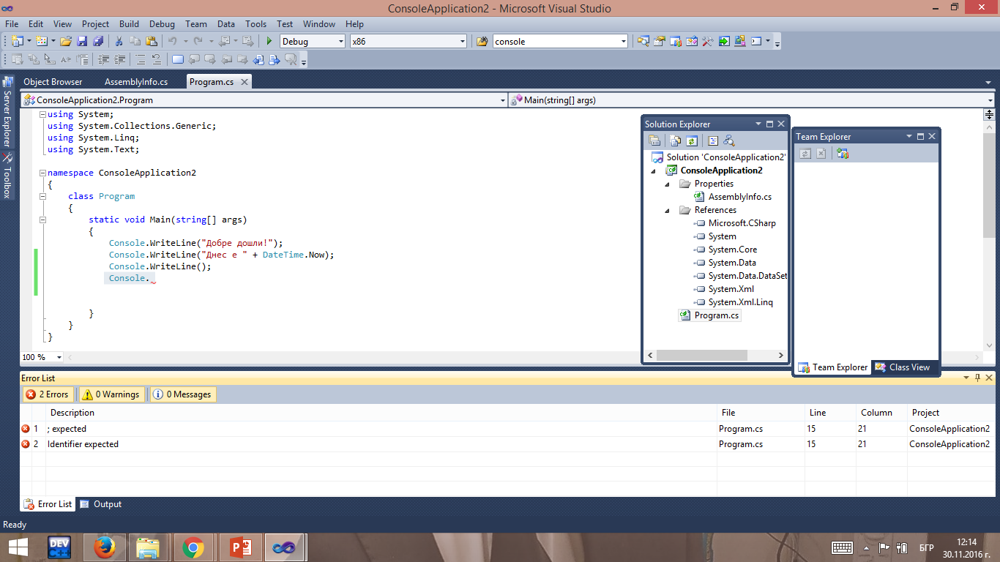 ConsoleApplication2 - Microsoft Visual Studio
File Edit View Project Build Debug Team Data Tools Test Window Help
Debug x86 console
Object Browser AssemblyInfo.cs Program.cs
ConsoleApplication2.Program Main(string[] args)
Server Explorer
Toolbox
using System;
using System.Collections.Generic;
using System.Linq;
using System.Text;
namespace ConsoleApplication2
{
class Program
{
static void Main(string[] args)
{
Console.WriteLine("Добре дошли!");
Console.WriteLine("Днес е " + DateTime.Now);
Console.WriteLine();
Console.
}
}
}
100 %
Solution Explorer
Solution 'ConsoleApplication2'
ConsoleApplication2
Properties
AssemblyInfo.cs
References
Microsoft.CSharp
System
System.Core
System.Data
System.Data.DataSet
System.Xml
System.Xml.Linq
Program.cs
Team Explorer
Team Explorer Class View
Error List
2 Errors 0 Warnings 0 Messages
Description File Line Column Project
1 ; expected Program.cs 15 21 ConsoleApplication2
2 Identifier expected Program.cs 15 21 ConsoleApplication2
Error List Output
Ready
DEV
C++
БГР
12:14
30.11.2016 г.